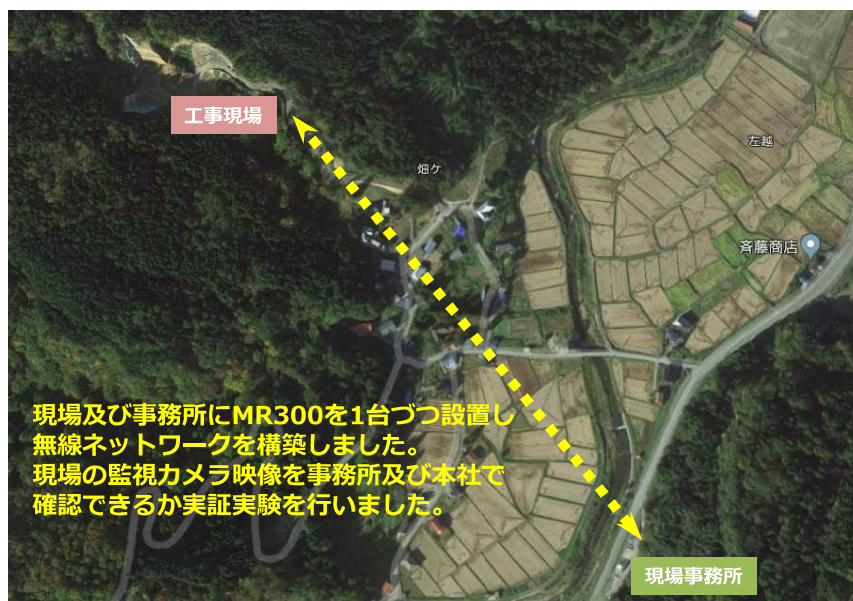 工事現場
畑ケ
左越
斉藤商店
現場及び事務所にMR300を1台づつ設置し
無線ネットワークを構築しました。
現場の監視カメラ映像を事務所及び本社で
確認できるか実証実験を行いました。
現場事務所